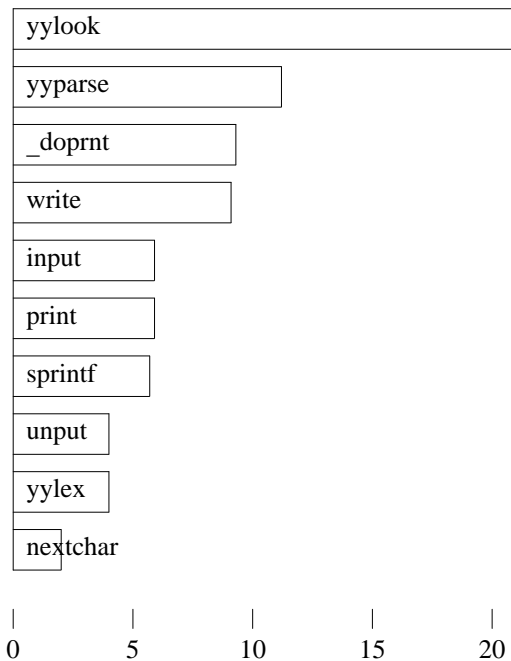 yylook
yyparse
_doprnt
write
input
print
sprintf
unput
yylex
nextchar
0 5 10 15 20